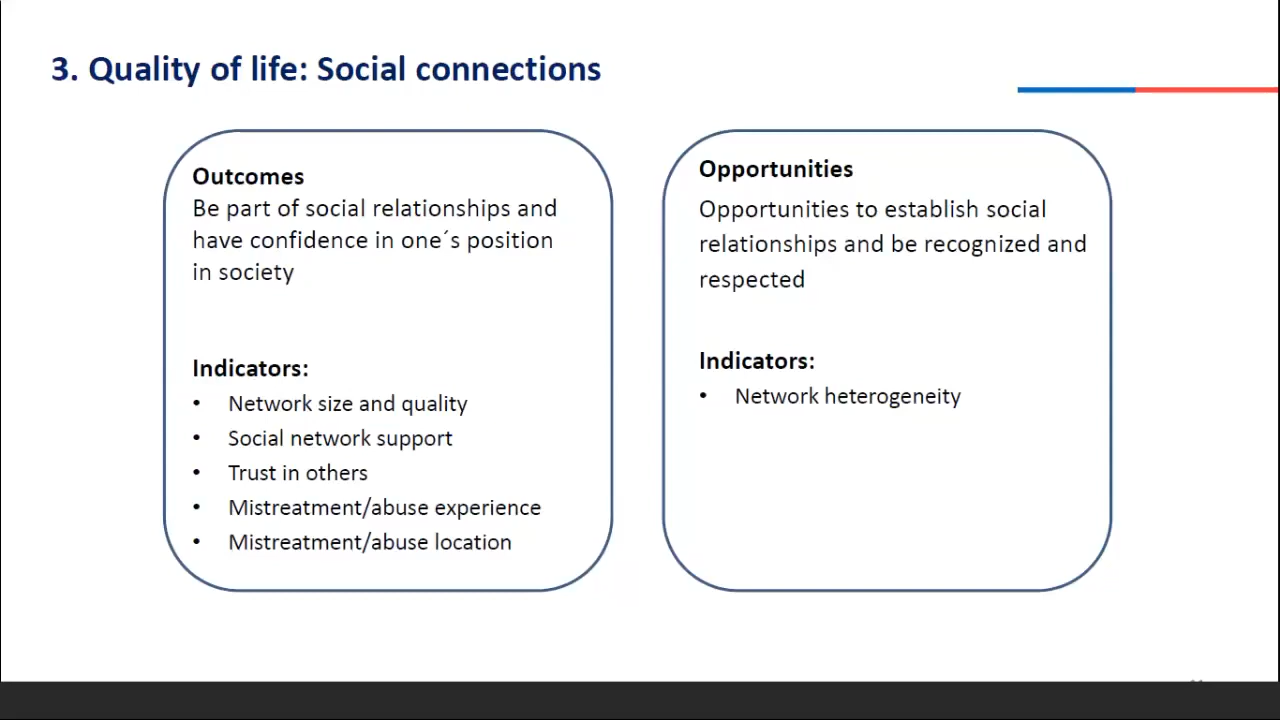 3. Quality of life: Social connections
Outcomes
Be part of social relationships and
have confidence in one´s position
in society
Indicators:
• Network size and quality
• Social network support
• Trust in others
• Mistreatment/abuse experience
• Mistreatment/abuse location
Opportunities
Opportunities to establish social
relationships and be recognized and
respected
Indicators:
• Network heterogeneity